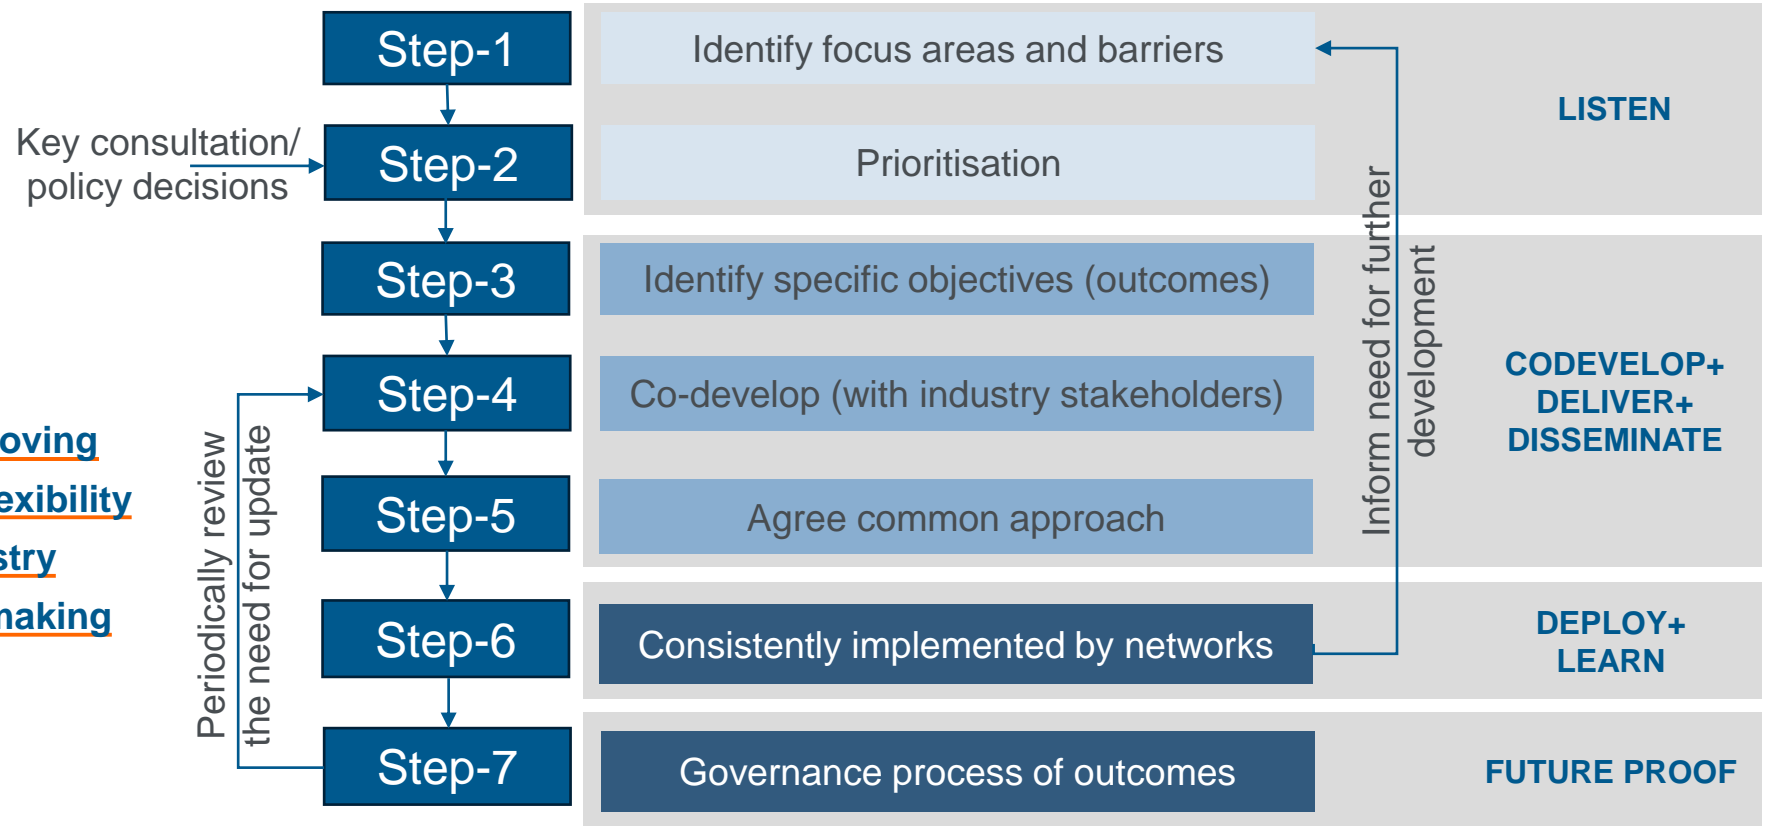 Step-1
Identify focus areas and barriers
LISTEN
Key consultation/
policy decisions
Step-2
Prioritisation
Step-3
Identify specific objectives (outcomes)
Inform need for further
development
Step-4
Co-develop (with industry stakeholders)
CODEVELOP+
DELIVER+
DISSEMINATE
Periodically review
the need for update
Step-5
Agree common approach
Step-6
Consistently implemented by networks
DEPLOY+
LEARN
Step-7
Governance process of outcomes
FUTURE PROOF
making